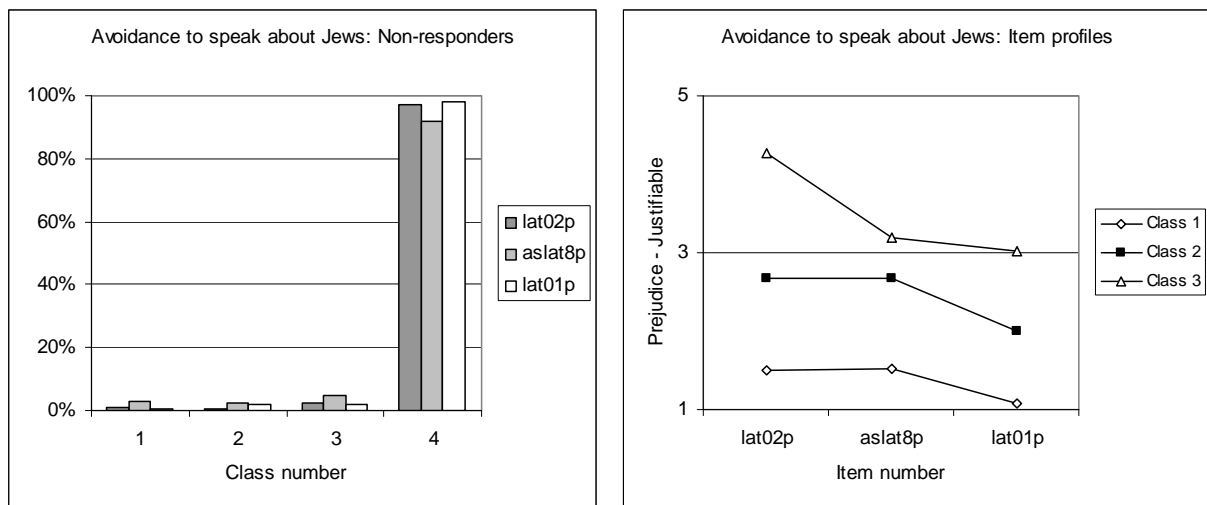 Avoidance to speak about Jews: Non-responders
100%
80%
60%
40%
20%
0%
1 2 3 4
Class number
lat02p
aslat8p
lat01p
Avoidance to speak about Jews: Item profiles
Prejudice - Justifiable
5
3
1
lat02p aslat8p lat01p
Item number
Class 1
Class 2
Class 3